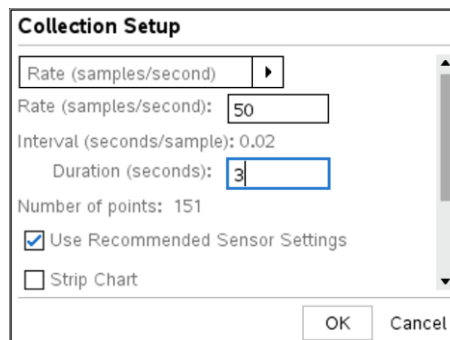 Collection Setup
Rate (samples/second)
Rate (samples/second): 50
Interval (seconds/sample): 0.02
Duration (seconds): 3
Number of points: 151
Use Recommended Sensor Settings
Strip Chart
OK Cancel